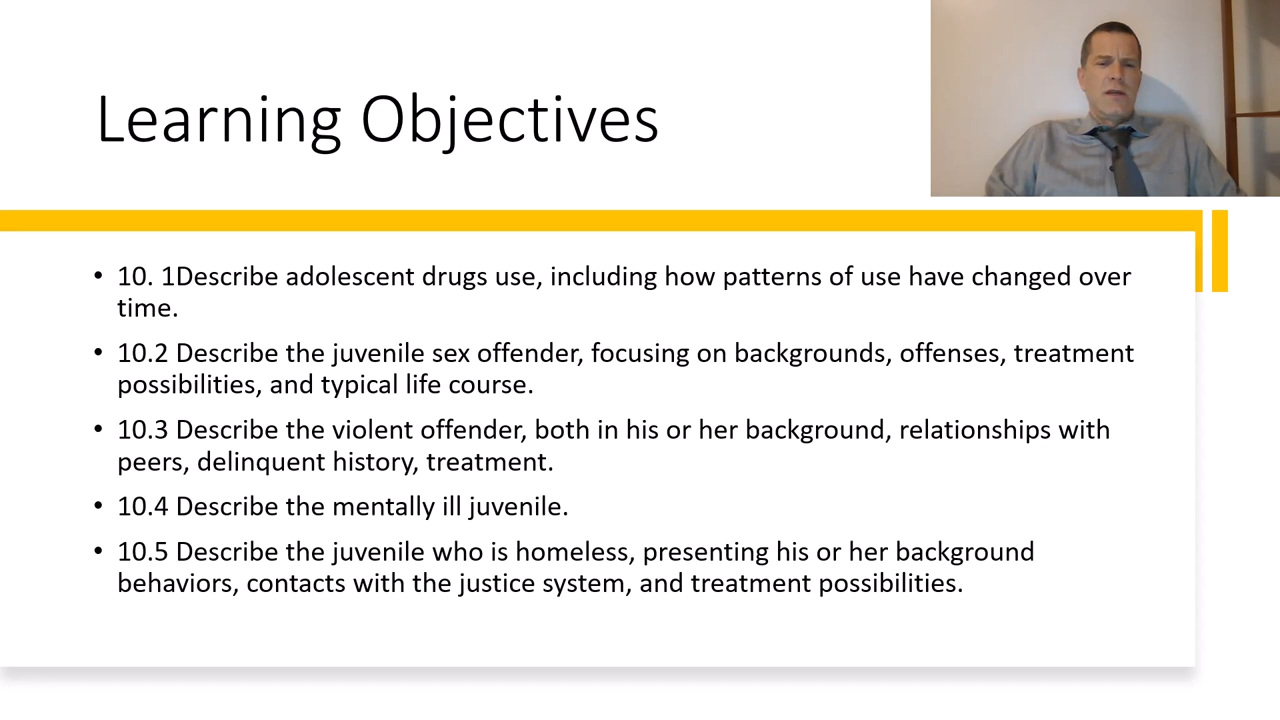 Learning Objectives
• 10. 1Describe adolescent drugs use, including how patterns of use have changed over
time.
• 10.2 Describe the juvenile sex offender, focusing on backgrounds, offenses, treatment
possibilities, and typical life course.
• 10.3 Describe the violent offender, both in his or her background, relationships with
peers, delinquent history, treatment.
• 10.4 Describe the mentally ill juvenile.
• 10.5 Describe the juvenile who is homeless, presenting his or her background
behaviors, contacts with the justice system, and treatment possibilities.